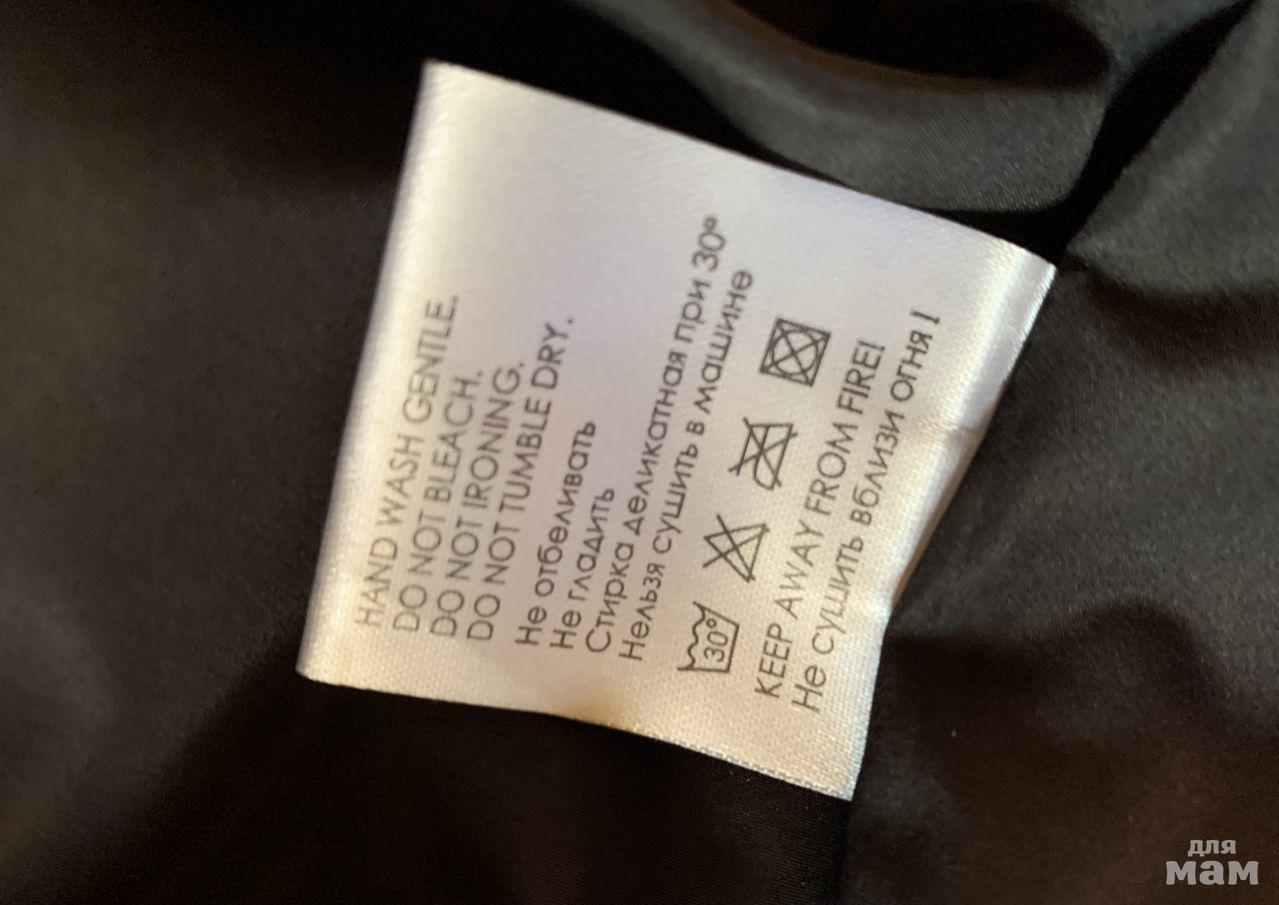 HAND WASH GENTLE.
DO NOT BLEACH.
DO NOT IRONING.
DO NOT TUMBLE DRY.
Не отбеливать
Не гладить
Стирка деликатная при 30°
Нельзя сушить в машине
30°
KEEP AWAY FROM FIRE!
Не сушить вблизи огня !
для
мам